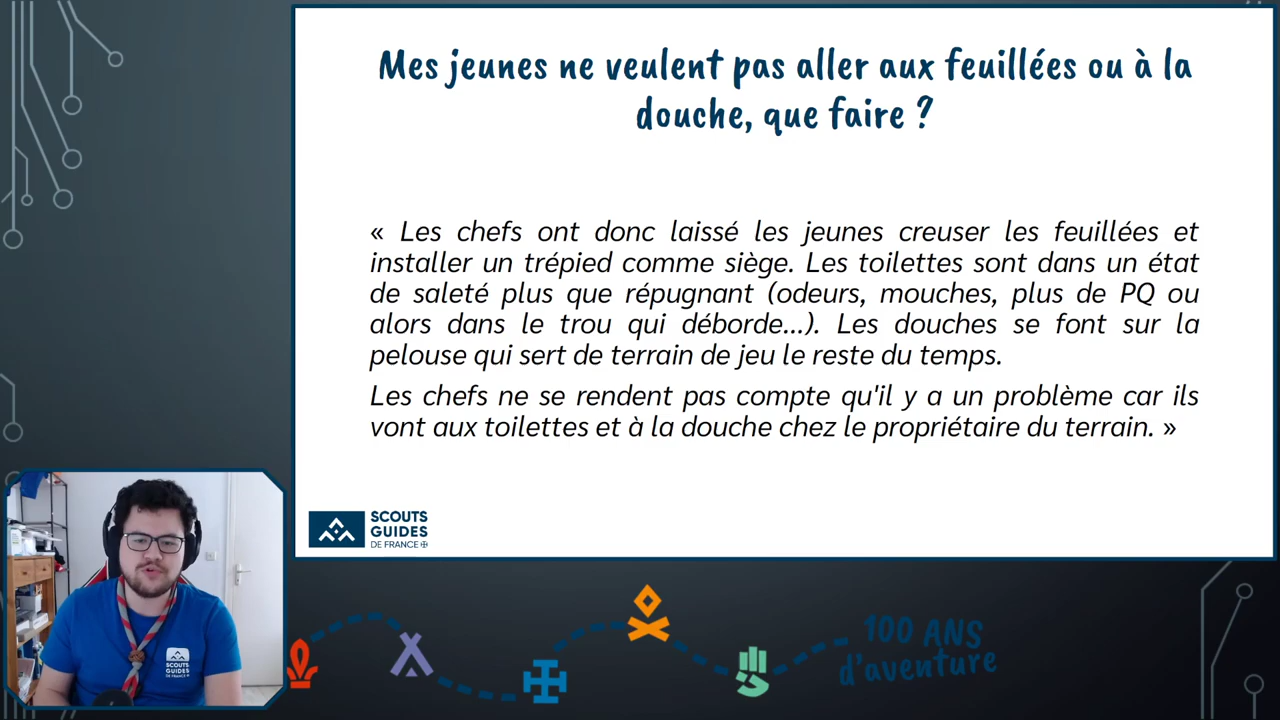 Mes jeunes ne veulent pas aller aux feuillées ou à la
douche, que faire ?
« Les chefs ont donc laissé les jeunes creuser les feuillées et
installer un trépied comme siège. Les toilettes sont dans un état
de saleté plus que répugnant (odeurs, mouches, plus de PQ ou
alors dans le trou qui déborde...). Les douches se font sur la
pelouse qui sert de terrain de jeu le reste du temps.
Les chefs ne se rendent pas compte qu'il y a un problème car ils
vont aux toilettes et à la douche chez le propriétaire du terrain. »
SCOUTS
GUIDES
DE FRANCE
SCOUTS
GUIDES
DE FRANCE
100 ANS
d'aventure